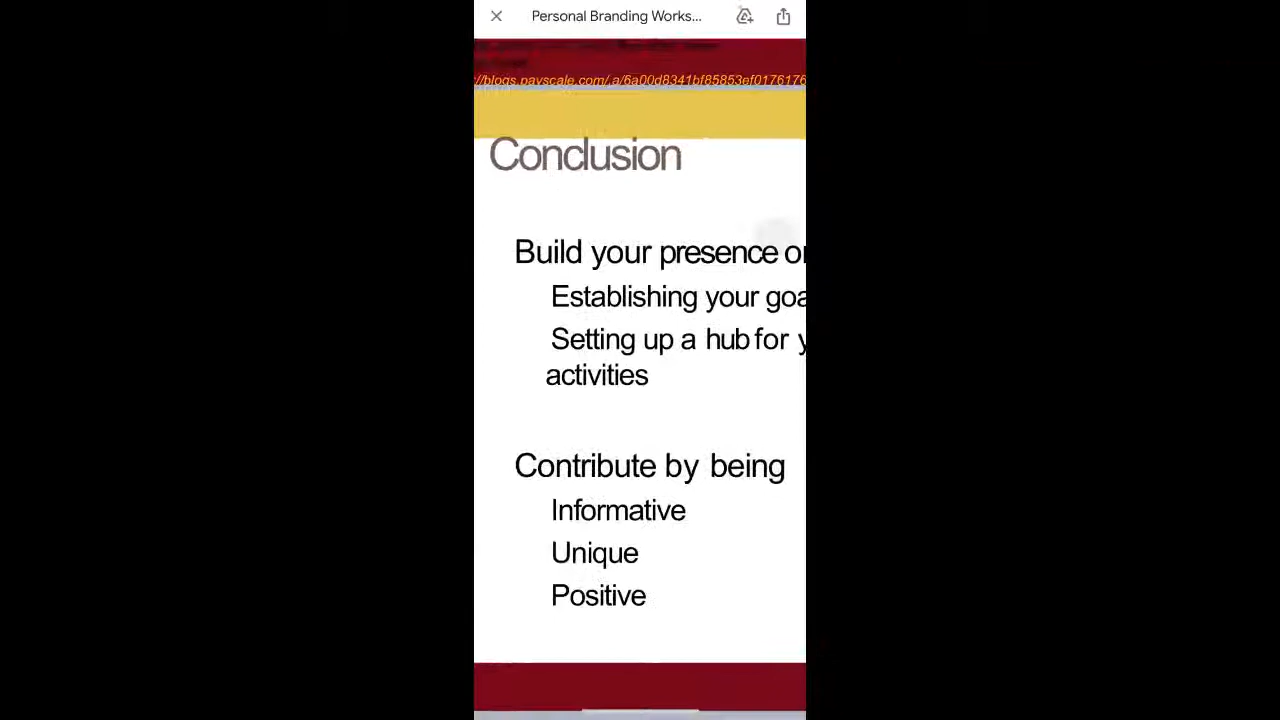 Personal Branding Works...
//blogs.payscale.com/.a/6a00d8341bf85853ef0176176
Conclusion
Build your presence on
Establishing your goa
Setting up a hub for y
activities
Contribute by being
Informative
Unique
Positive